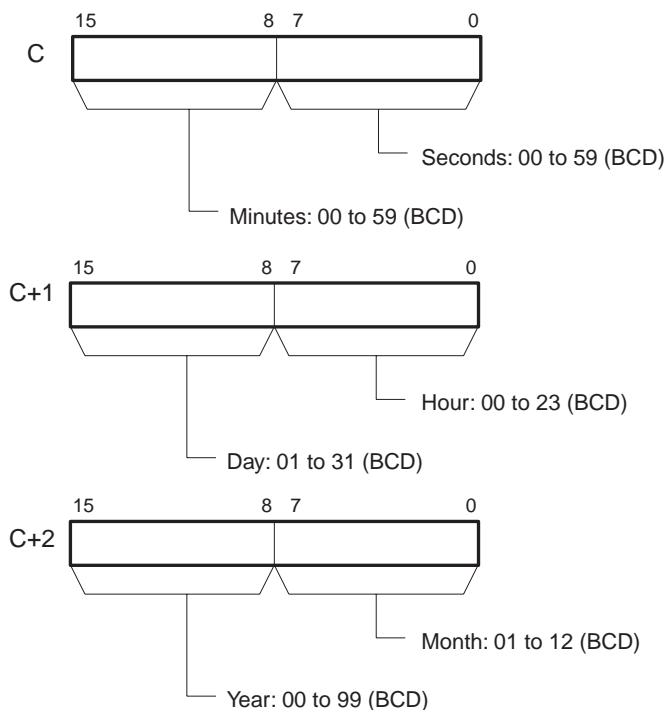 15 8 7 0
C
Seconds: 00 to 59 (BCD)
Minutes: 00 to 59 (BCD)
15 8 7 0
C+1
Hour: 00 to 23 (BCD)
Day: 01 to 31 (BCD)
15 8 7 0
C+2
Month: 01 to 12 (BCD)
Year: 00 to 99 (BCD)